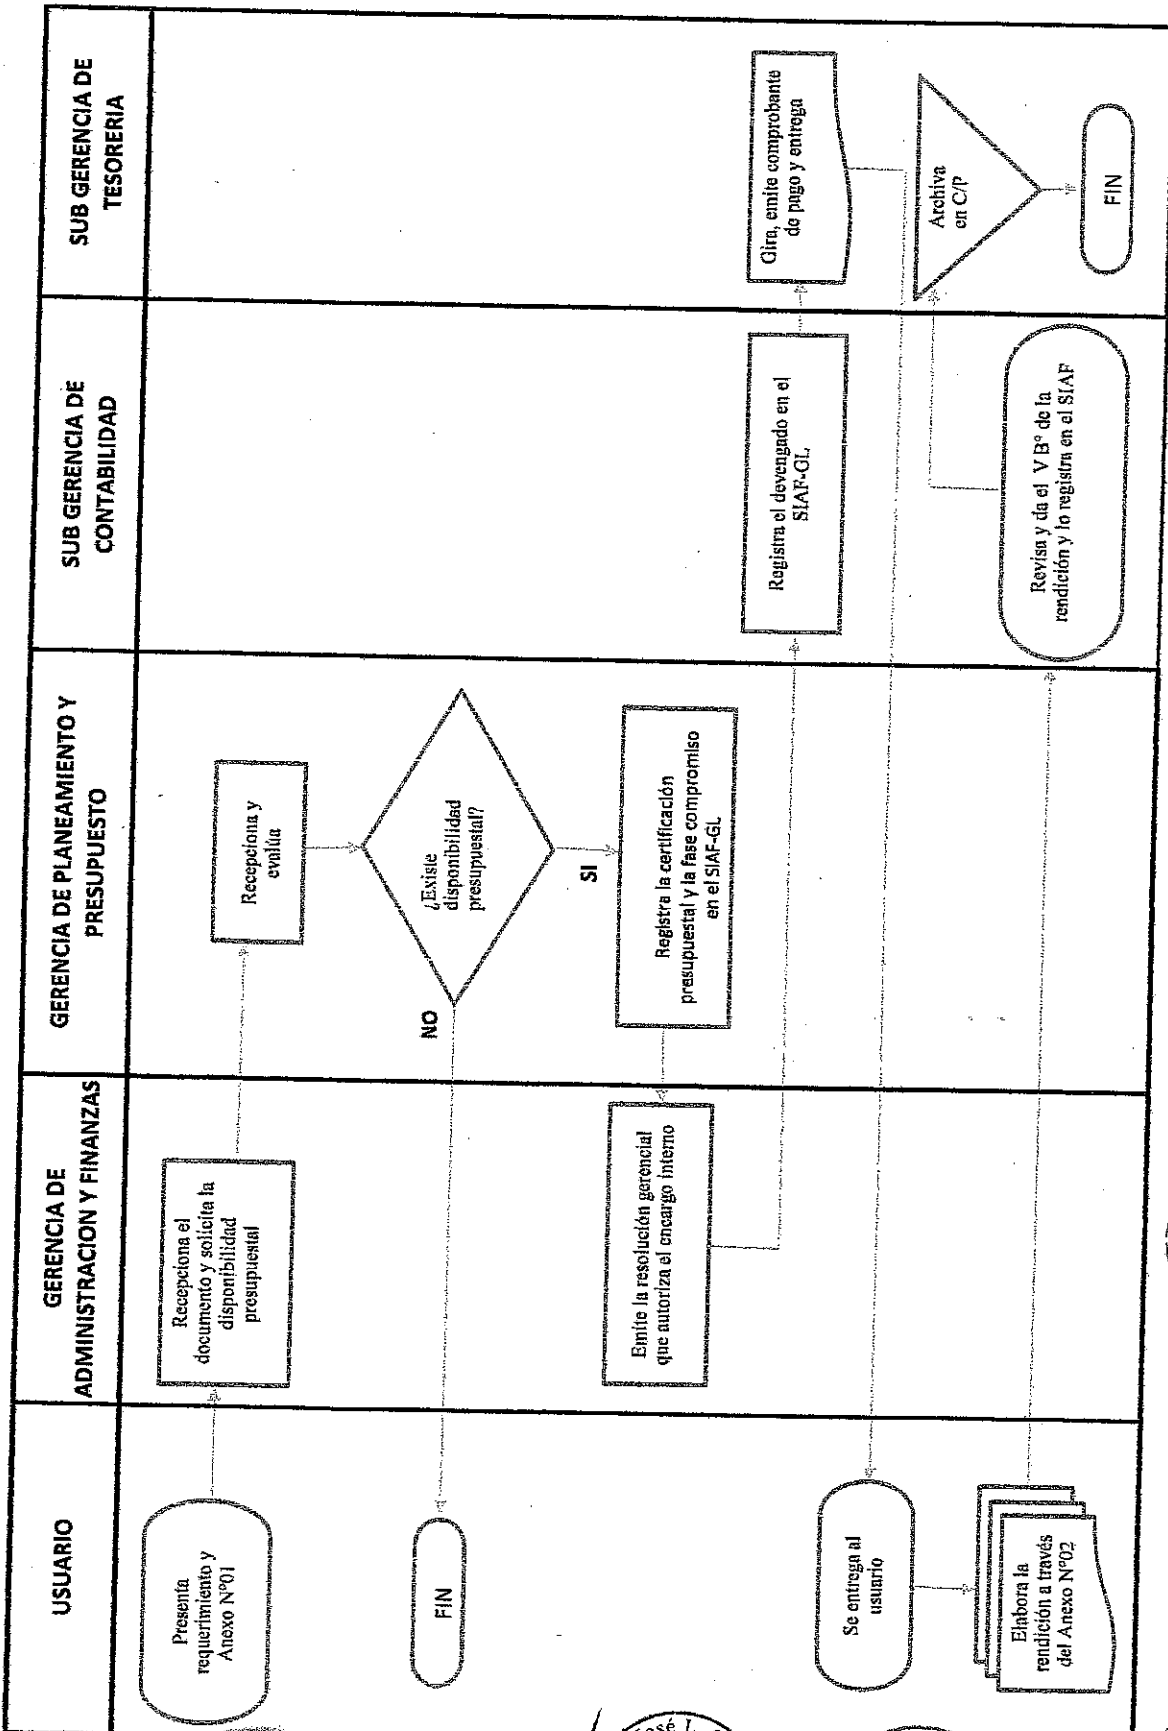 USUARIO
GERENCIA DE
ADMINISTRACION Y FINANZAS
GERENCIA DE PLANEAMIENTO Y
PRESUPUESTO
SUB GERENCIA DE
CONTABILIDAD
SUB GERENCIA DE
TESORERIA
Presenta
requerimiento y
Anexo N°01
Recepciona el
documento y solicita la
disponibilidad
presupuestal
Recepciona y
evalúa
¿Existe
disponibilidad
presupuestal?
NO
FIN
SI
Registra la certificación
presupuestal y la fase compromiso
en el SIAF-GL
Emite la resolución gerencial
que autoriza el encargo interno
Registra el devengado en el
SIAF-GL
Gira, emite comprobante
de pago y entrega
Se entrega al
usuario
Elabora la
rendición a través
del Anexo N°02
Revisa y da el V B° de la
rendición y lo registra en el SIAF
Archiva
en C/P
FIN
José L.